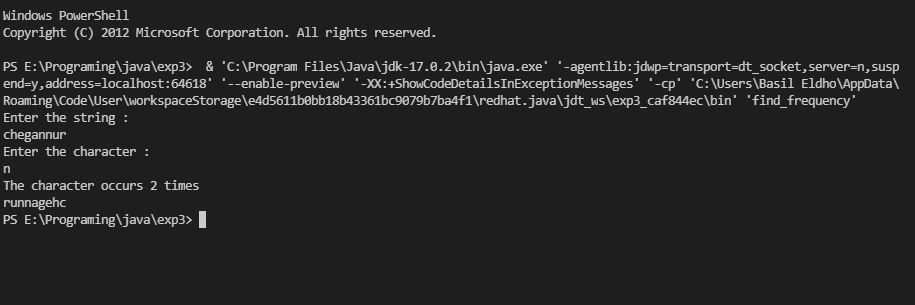 Windows PowerShell
Copyright (C) 2012 Microsoft Corporation. All rights reserved.
PS E:\Programing\java\exp3>  & 'C:\Program Files\Java\jdk-17.0.2\bin\java.exe' '-agentlib:jdwp=transport=dt_socket,server=n,susp
end=y,address=localhost:64618' '--enable-preview' '-XX:+ShowCodeDetailsInExceptionMessages' '-cp' 'C:\Users\Basil Eldho\AppData\
Roaming\Code\User\workspaceStorage\e4d5611b0bb18b43361bc9079b7ba4f1\redhat.java\jdt_ws\exp3_caf844ec\bin' 'find_frequency'
Enter the string :
chegannur
Enter the character :
n
The character occurs 2 times
runnagehc
PS E:\Programing\java\exp3>